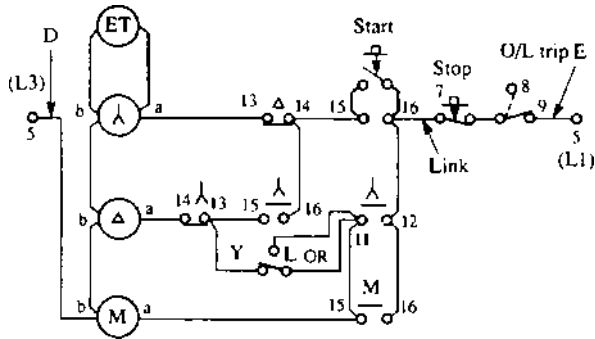 ET
Start
D
O/L trip E
Stop
(L3)
7
8
b a 13 Δ 14 15 16 9
5 5
(L1)
Link
14 13 15 16
b Δ a 11 12
Y L OR
M
b a 15 16
M